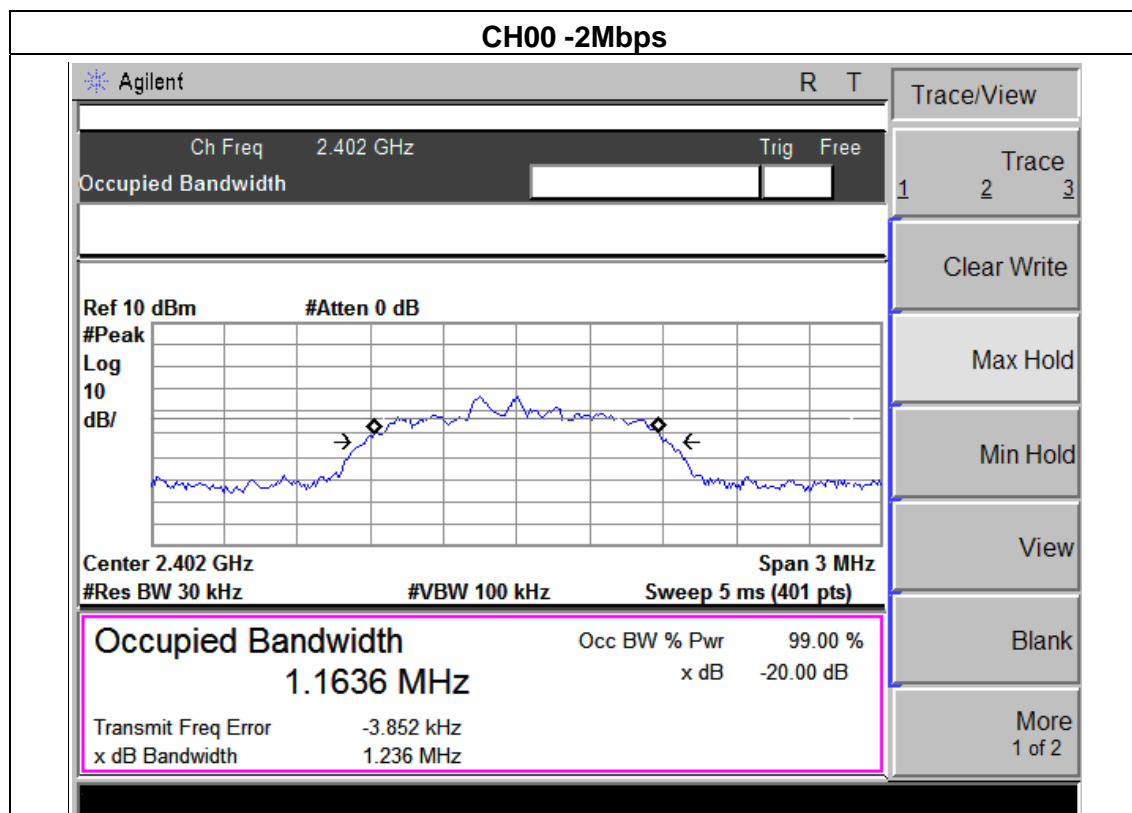 CH00 -2Mbps
Agilent R T
Ch Freq 2.402 GHz Trig Free
Occupied Bandwidth
Ref 10 dBm #Atten 0 dB
#Peak
Log
10
dB/
Center 2.402 GHz Span 3 MHz
#Res BW 30 kHz #VBW 100 kHz Sweep 5 ms (401 pts)
Occupied Bandwidth Occ BW % Pwr 99.00 %
1.1636 MHz x dB -20.00 dB
Transmit Freq Error -3.852 kHz
x dB Bandwidth 1.236 MHz
Trace/View
Trace
1 2 3
Clear Write
Max Hold
Min Hold
View
Blank
More
1 of 2